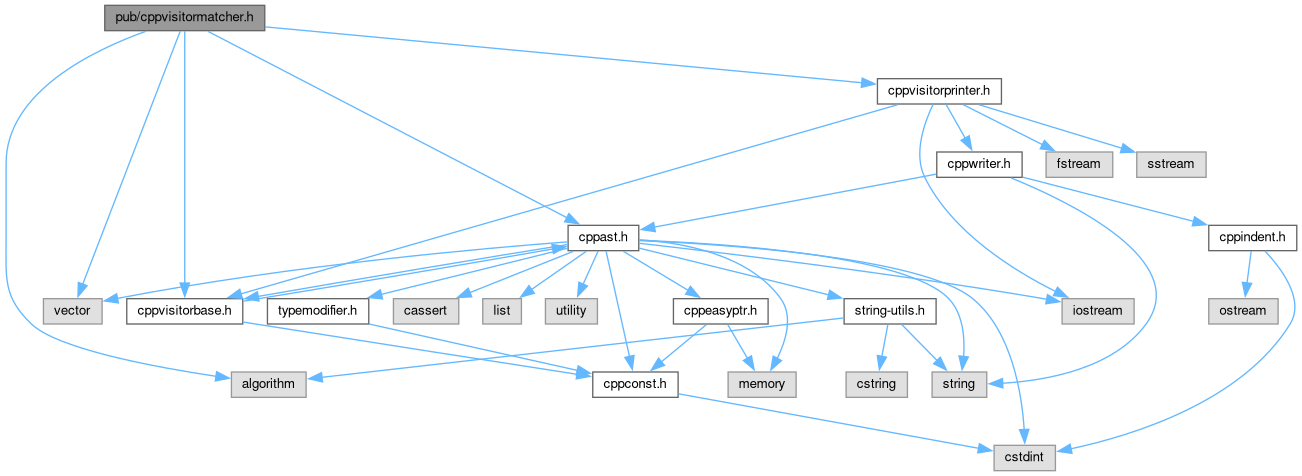 pub/cppvisitormatcher.h
cppvisitorprinter.h
cppwriter.h
fstream
sstream
cppast.h
cppindent.h
vector
cppvisitorbase.h
typemodifier.h
cassert
list
utility
cppeasyptr.h
string-utils.h
iostream
ostream
algorithm
cppconst.h
memory
cstring
string
cstdint